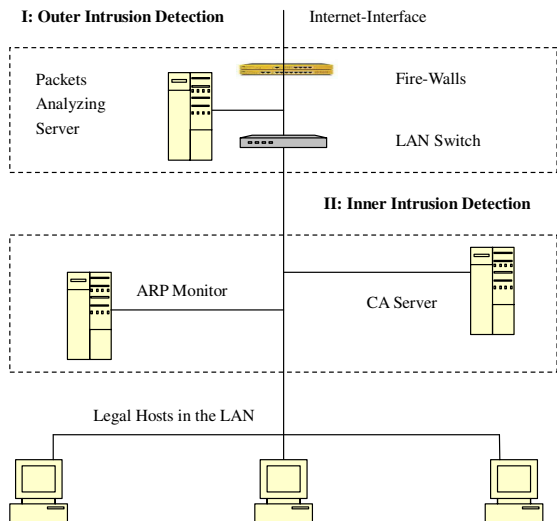 I: Outer Intrusion Detection
Internet-Interface
Packets
Analyzing
Server
Fire-Walls
LAN Switch
II: Inner Intrusion Detection
ARP Monitor
CA Server
Legal Hosts in the LAN